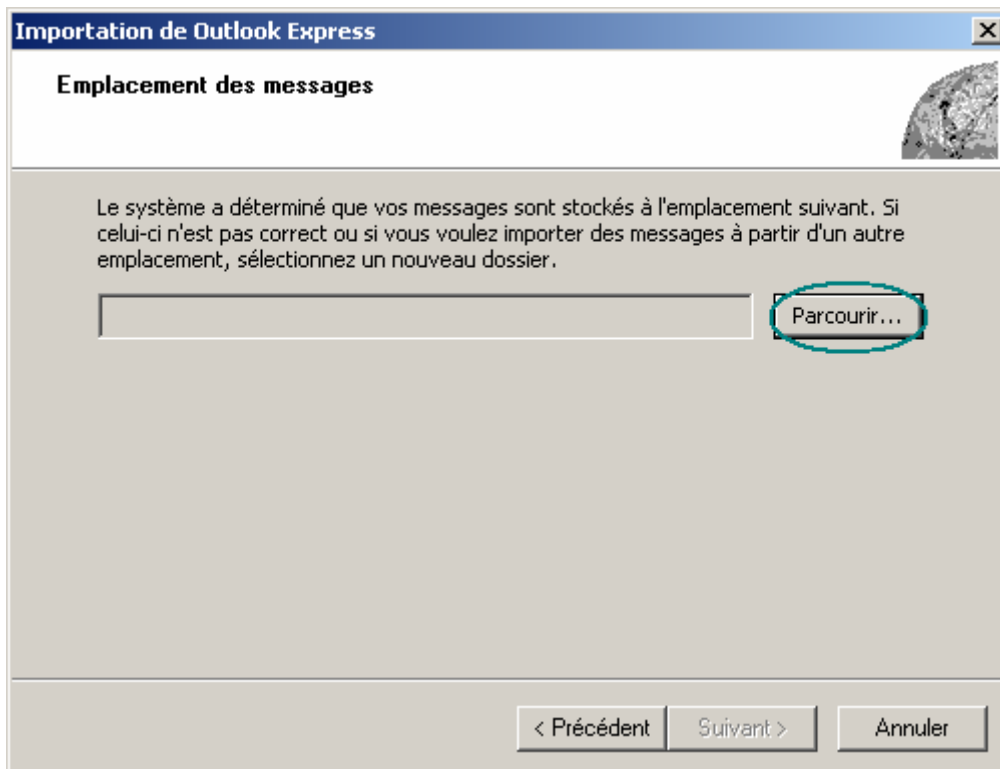 Importation de Outlook Express
Emplacement des messages
Le système a déterminé que vos messages sont stockés à l'emplacement suivant. Si
celui-ci n'est pas correct ou si vous voulez importer des messages à partir d'un autre
emplacement, sélectionnez un nouveau dossier.
Parcourir...
< Précédent Suivant > Annuler